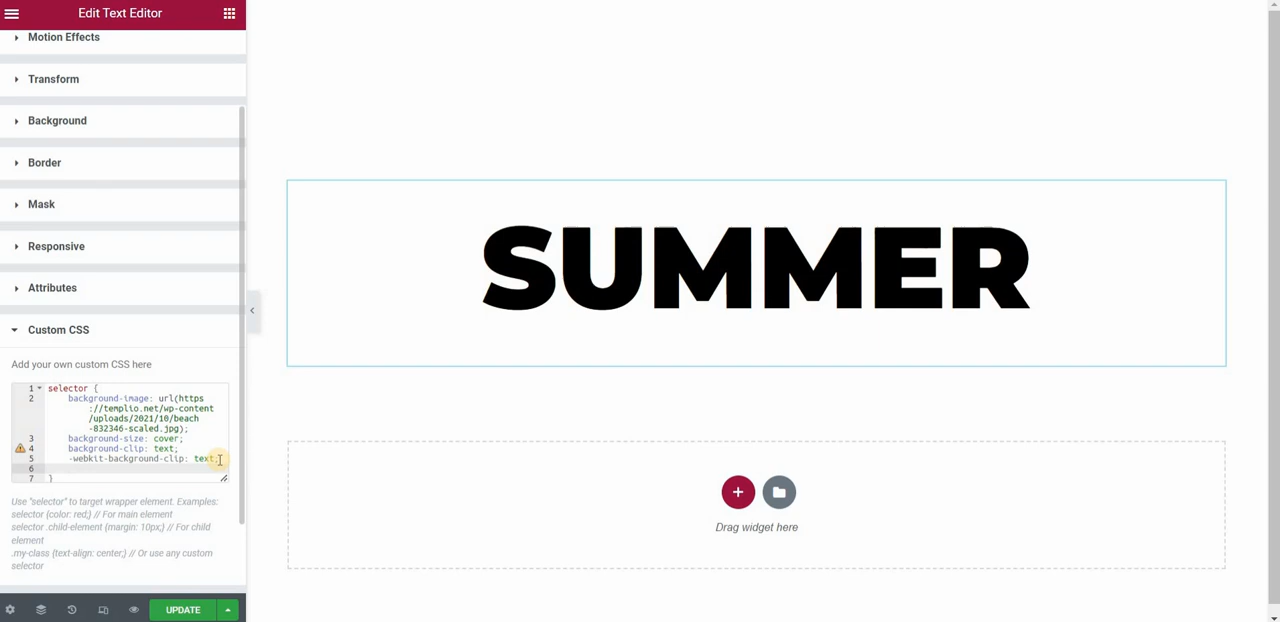 Edit Text Editor
Motion Effects
Transform
Background
Border
Mask
Responsive
Attributes
Custom CSS
Add your own custom CSS here
1 selector {
2 background-image: url(https
://templio.net/wp-content
/uploads/2021/10/beach
-832346-scaled.jpg);
3 background-size: cover;
4 background-clip: text;
5 -webkit-background-clip: text;
6
7 }
Use "selector" to target wrapper element. Examples:
selector {color: red;} // For main element
selector .child-element {margin: 10px;} // For child
element
.my-class {text-align: center;} // Or use any custom
selector
UPDATE
SUMMER
Drag widget here